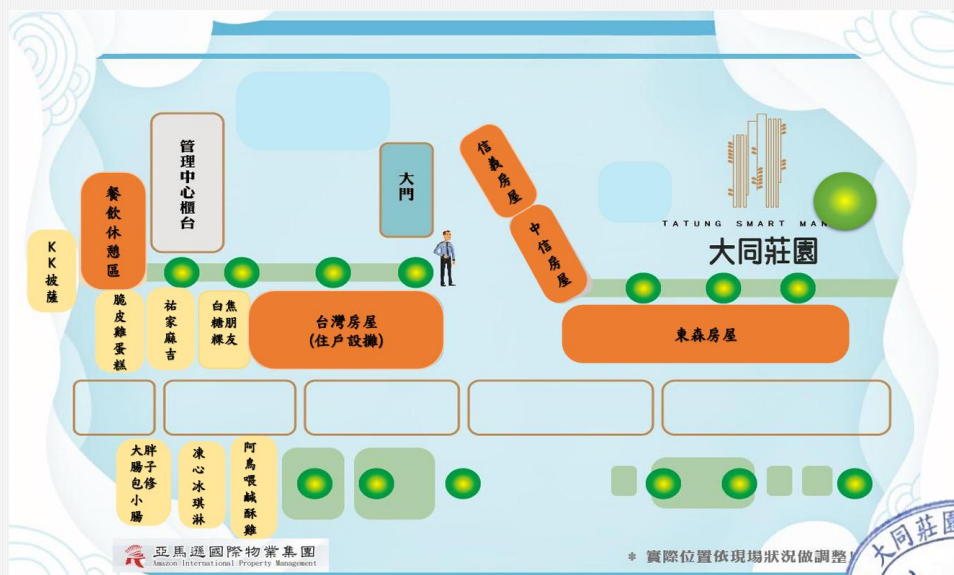 管理中心櫃台
大門
信義房屋
中信房屋
餐飲休憩區
KK披薩
TATUNG SMART MAN
大同莊園
脆皮雞蛋糕
祐家麻吉
焦朋友
白糖粿
台灣房屋
(住戶設攤)
東森房屋
胖子修
大腸包小腸
凍心冰琪淋
阿鳥喂鹹酥雞
亞馬遜國際物業集團
Amazon International Property Management
* 實際位置依現場狀況做調整!
大同莊園